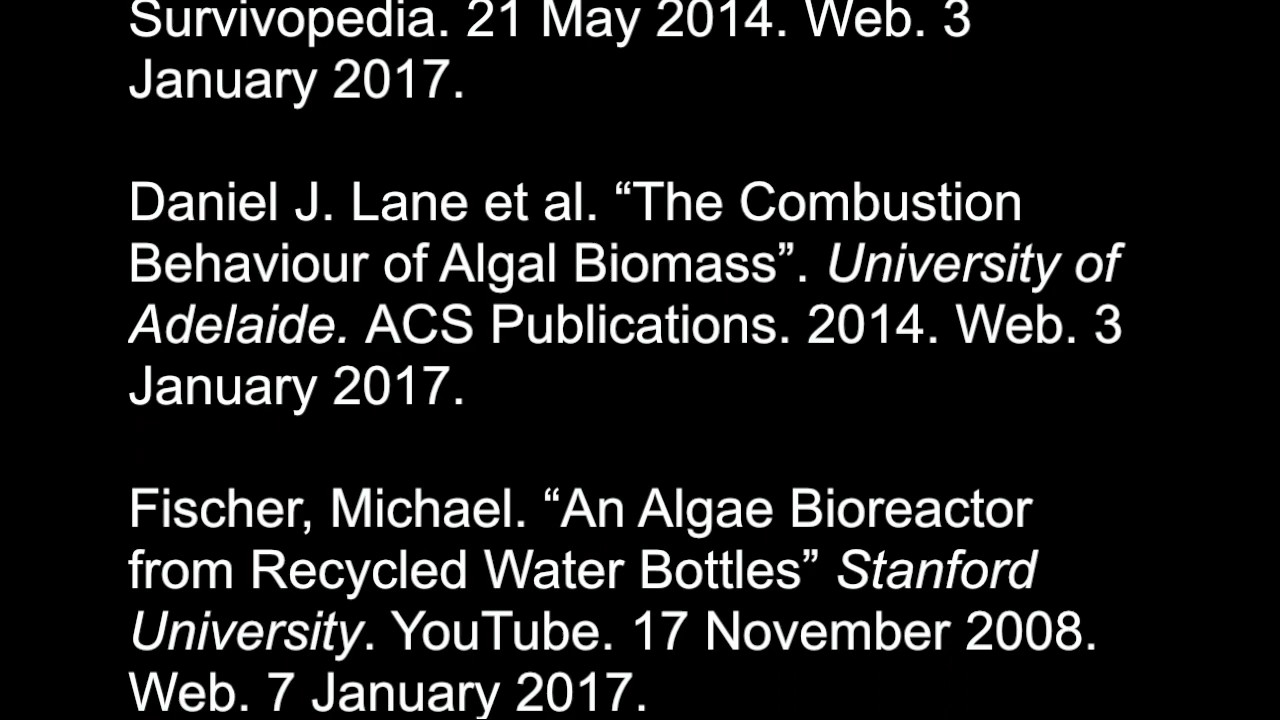 Survivopedia. 21 May 2014. Web. 3
January 2017.
Daniel J. Lane et al. “The Combustion
Behaviour of Algal Biomass”. University of
Adelaide. ACS Publications. 2014. Web. 3
January 2017.
Fischer, Michael. “An Algae Bioreactor
from Recycled Water Bottles” Stanford
University. YouTube. 17 November 2008.
Web. 7 January 2017.